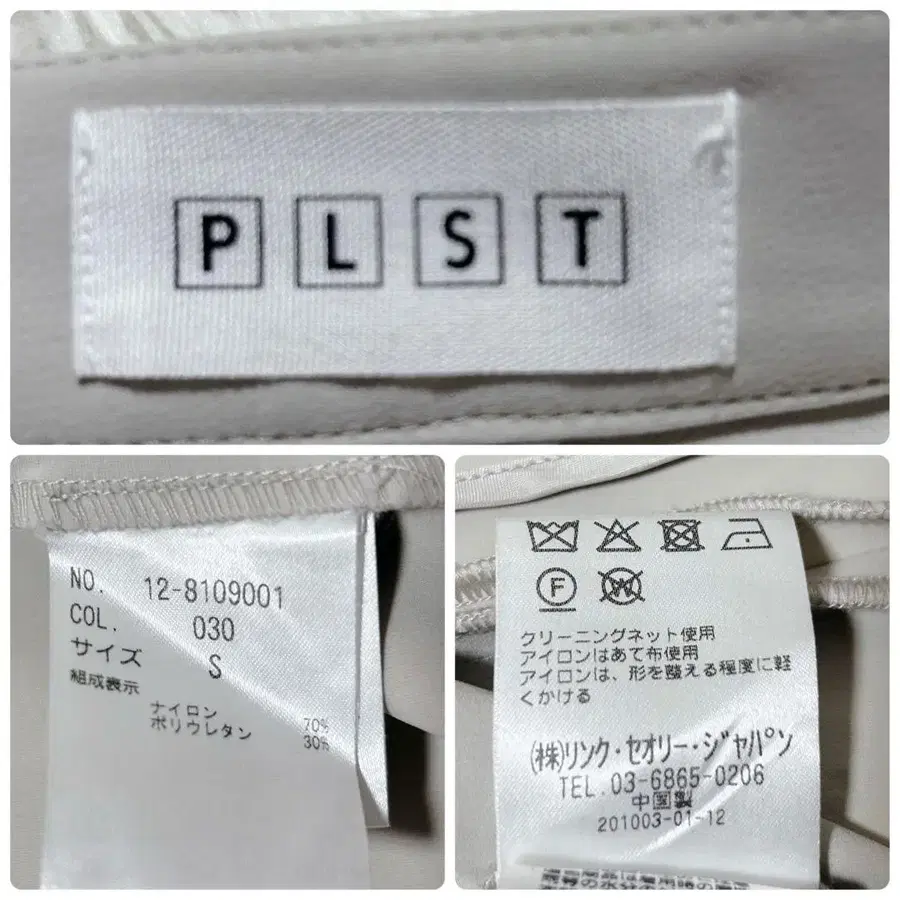 PLST
NO. 12-8109001
COL. 030
サイズ S
組成表示
ナイロン 70%
ポリウレタン 30%
F
W
クリーニングネット使用
アイロンはあて布使用
アイロンは、形を整える程度に軽
くかける
(株)リンク・セオリー・ジャパン
TEL. 03-6865-0206
中国製
201003-01-12